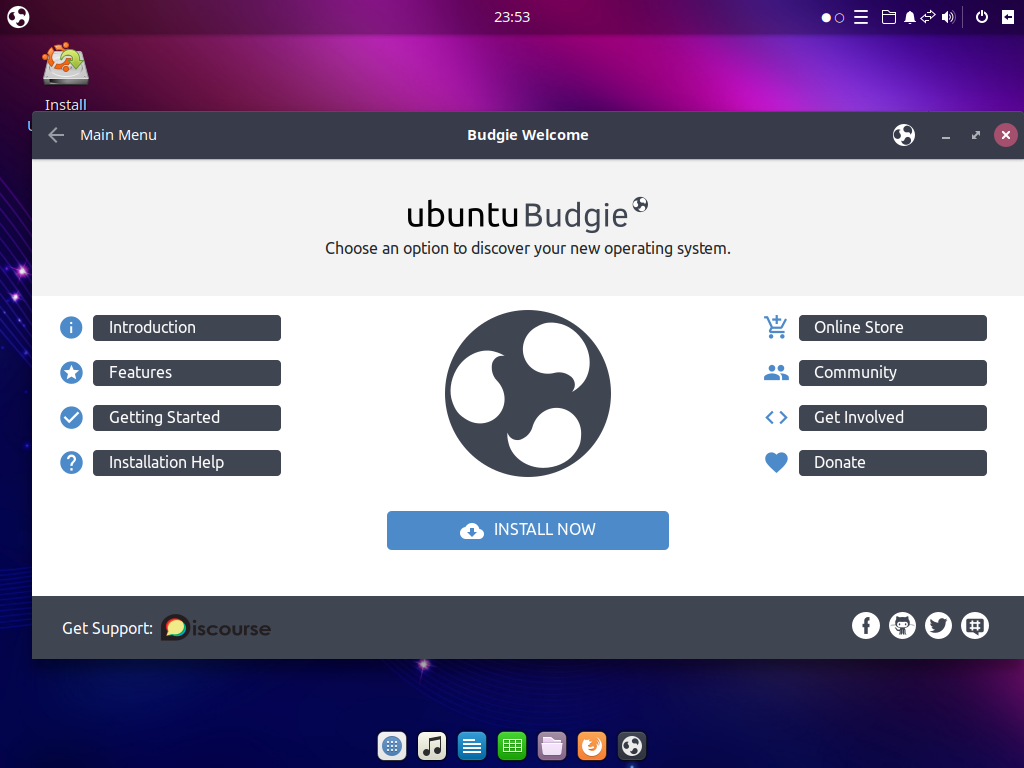 23:53
Install
Main Menu
Budgie Welcome
ubuntu Budgie
Choose an option to discover your new operating system.
Introduction
Online Store
Features
Community
Getting Started
Get Involved
Installation Help
Donate
INSTALL NOW
Get Support: Discourse